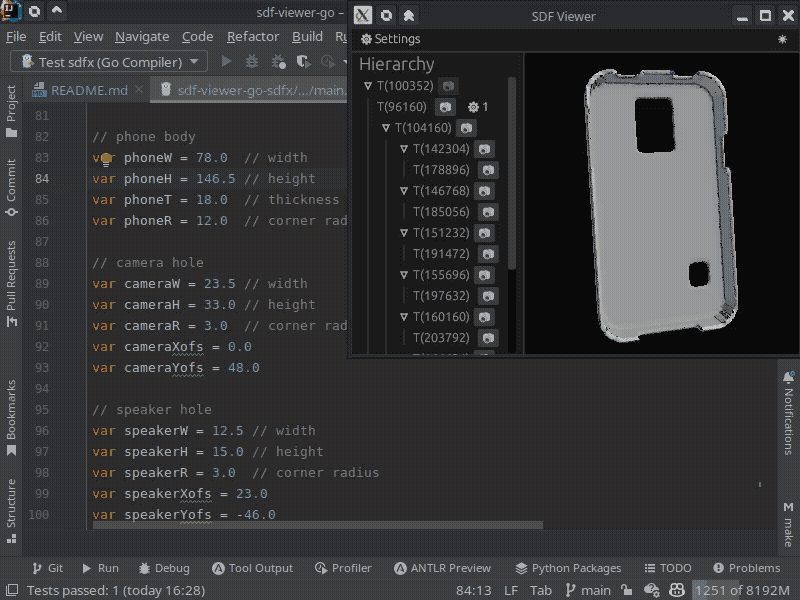 sdf-viewer-go –
File Edit View Navigate Code Refactor Build Ru
Test sdfx (Go Compiler)
README.md
sdf-viewer-go-sdfx/.../main.
SDF Viewer
Settings
Hierarchy
T(100352)
T(96160) 1
T(104160)
T(142304)
T(178896)
T(146768)
T(185056)
T(151232)
T(191472)
T(155696)
T(197632)
T(160160)
T(203792)
81
82 // phone body
83 var phoneW = 78.0 // width
84 var phoneH = 146.5 // height
85 var phoneT = 18.0 // thickness
86 var phoneR = 12.0 // corner rad
87
88 // camera hole
89 var cameraW = 23.5 // width
90 var cameraH = 33.0 // height
91 var cameraR = 3.0 // corner rad
92 var cameraXofs = 0.0
93 var cameraYofs = 48.0
94
95 // speaker hole
96 var speakerW = 12.5 // width
97 var speakerH = 15.0 // height
98 var speakerR = 3.0 // corner radius
99 var speakerXofs = 23.0
100 var speakerYofs = -46.0
Project
Commit
Pull Requests
Bookmarks
Structure
Notifications
M make
Git Run Debug Tool Output Profiler ANTLR Preview Python Packages TODO Problems
Tests passed: 1 (today 16:28) 84:13 LF Tab main 1251 of 8192M